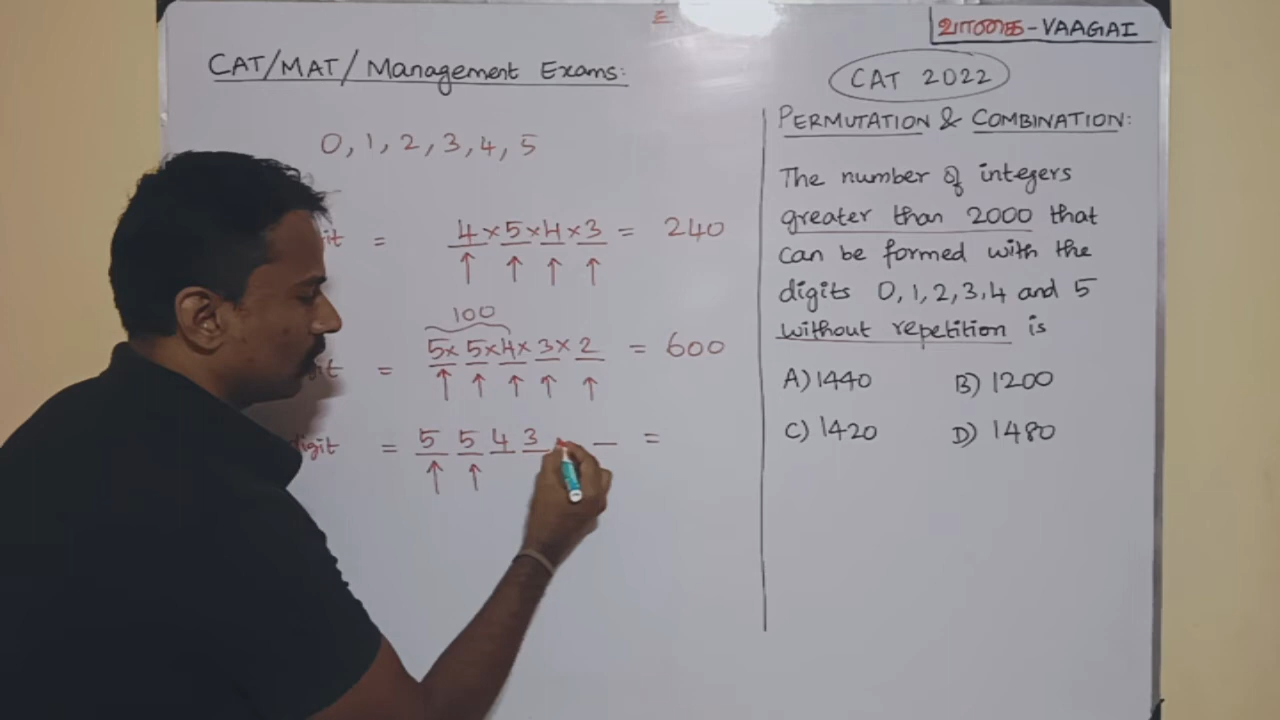 வாகை-VAAGAI
CAT/MAT/Management Exams:
0, 1, 2, 3, 4, 5
it = 4×5×4×3 = 240
100
it = 5×5×4×3×2 = 600
digit = 5 5 4 3 =
CAT 2022
PERMUTATION & COMBINATION:
The number of integers
greater than 2000 that
can be formed with the
digits 0, 1, 2, 3, 4 and 5
without repetition is
A) 1440 B) 1200
C) 1420 D) 1480